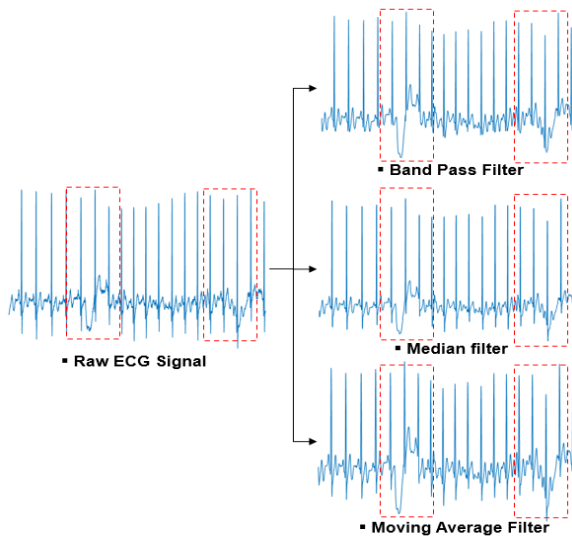 ▪ Band Pass Filter
▪ Raw ECG Signal
▪ Median filter
▪ Moving Average Filter